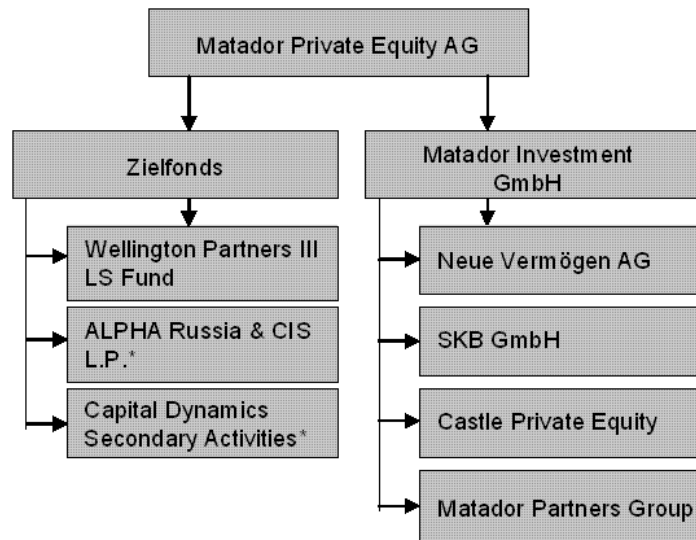 Matador Private Equity AG
Zielfonds
Wellington Partners III
LS Fund
ALPHA Russia & CIS
L.P.*
Capital Dynamics
Secondary Activities*
Matador Investment
GmbH
Neue Vermögen AG
SKB GmbH
Castle Private Equity
Matador Partners Group